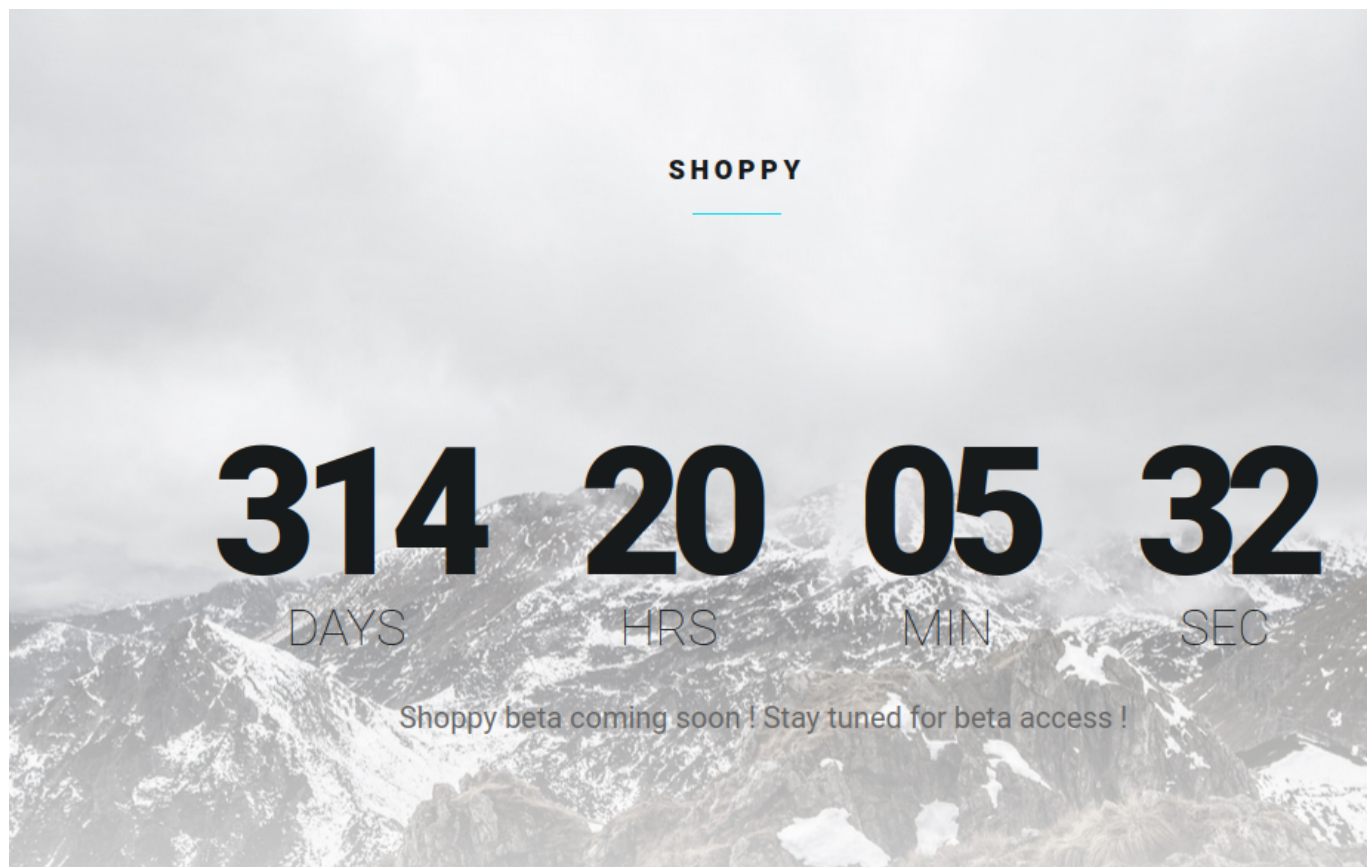 SHOPPY
314 20 05 32
DAYS HRS MIN SEC
Shoppy beta coming soon ! Stay tuned for beta access !